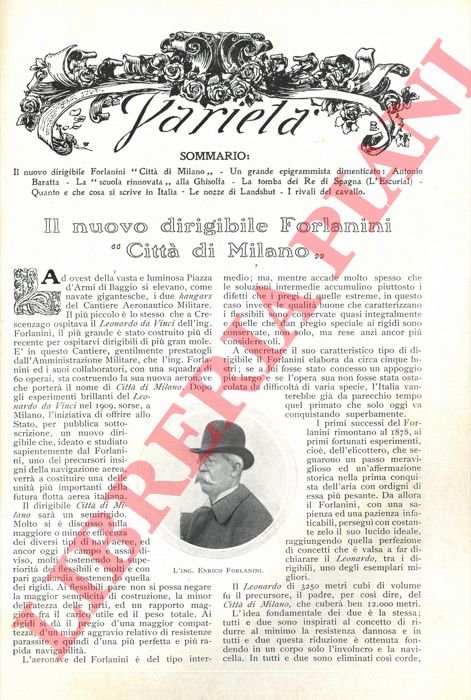 Varietà
SOMMARIO:
Il nuovo dirigibile Forlanini "Città di Milano„ - Un grande epigrammista dimenticato: Antonio
Baratta - La "scuola rinnovata„ alla Ghisolfa - La tomba del Re di Spagna (L'Escurial) -
Quanto e che cosa si scrive in Italia - Le nozze di Landshut - I rivali del cavallo.
Il nuovo dirigibile Forlanini
"Città di Milano„
Ad ovest della vasta e luminosa Piazza
d'Armi di Baggio si elevano, come
navate gigantesche, i due hangars
del Cantiere Aeronautico Militare.
Il più piccolo è lo stesso che a Cre-
scenzago ospitava il Leonardo da Vinci dell'ing.
Forlanini, il più grande è stato costruito più di
recente per ospitarvi dirigibili di più gran mole.
E' in questo Cantiere, gentilmente prestatogli
dall'Amministrazione Militare, che l'ing. Forla-
nini ed i suoi collaboratori, con una squadra di
60 operai, sta costruendo la sua nuova aeronave
che porterà il nome di Città di Milano. Dopo
gli esperimenti brillanti del Leo-
nardo da Vinci nel 1909, sorse, a
Milano, l'iniziativa di offrire allo
Stato, per pubblica sotto-
scrizione, un nuovo diri-
gibile che, ideato e studiato
sapientemente dal Forlani-
ni, uno dei precursori insi-
gni della navigazione aerea,
verrà a costituire una delle
unità più importanti della
futura flotta aerea italiana.
Il dirigibile Città di Mi-
lano sarà un semirigido.
Molto si è discusso sulla
maggiore o minore
dei diversi tipi di aeree, ed
ancor oggi il è assai di-
viso, molti sostenendo la supe-
riorità dei flessibili e molti e
pari gagliardi sostenendo quella
dei rigidi. Ai flessibili pare non si possa negare
la maggior semplicità di costruzione, la minor
delicatezza delle parti, ed un rapporto mag-
giore fra il carico utile ed il peso totale. Ai
rigidi dà il pregio d'una maggior compat-
tezza, d'un minor aggravio relativo di resistenze
parassite e quindi d'una più perfetta e più ra-
pida navigabilità.
L'aeronave del Forlanini è del tipo inter-
medio; ma, mentre accade molto spesso che
le soluzioni intermedie accumulino piuttosto i
difetti che i pregi di quelle estreme, in questo
caso invece le qualità buone che caratterizzano
i flessibili sono conservate quasi integralmente
e quelle che con pregio speciale ai rigidi sono
conservate non solo, ma rese anzi ancor più
considerevoli.
il suo caratteristico tipo di di-
rigibile il Forlanini elabora da circa cinque lu-
stri; se ai fosse stato concesso un appoggio
più largo e se l'opera sua non fosse stata osta-
colata da difficoltà di varia specie, l'Italia van-
terebbe già da parecchio tempo
quel primato che solo oggi va
conquistando superbamente.
I primi successi del For-
lanini rimontano al 1878, ai
primi fortunati esperimenti,
cioè, dell'elicottero, che se-
gnarono un passo meravi-
glioso ed un'affermazione
storica nella prima conqui-
sta dell'aria con ordigni di
essa più pesante. Da allora
il Forlanini, con una sa-
pienza ed una pazienza infa-
ticabili, perseguì con costan-
te zelo il suo lucido ideale,
raggiungendo quella perfezione
di concetti che è valsa a far di-
chiarare il Leonardo, tra i di-
rigibili, uno degli esemplari mi-
gliori.
L'ING. ENRICO FORLANINI.
Il Leonardo di 3250 metri cubi di volume
fu il precursore, il padre, per così dire, del
Città di Milano, che cuberà ben 12.000 metri.
L'idea fondamentale dei due è la stessa;
tutti e due sono inspirati al concetto di ri-
durre al minimo la resistenza dannosa e in
tutti e due questa riduzione è ottenuta fon-
dendo in un corpo solo l'involucro e la navi-
cella. In tutti e due sono eliminati così corde,
LIBRERIA PIANI